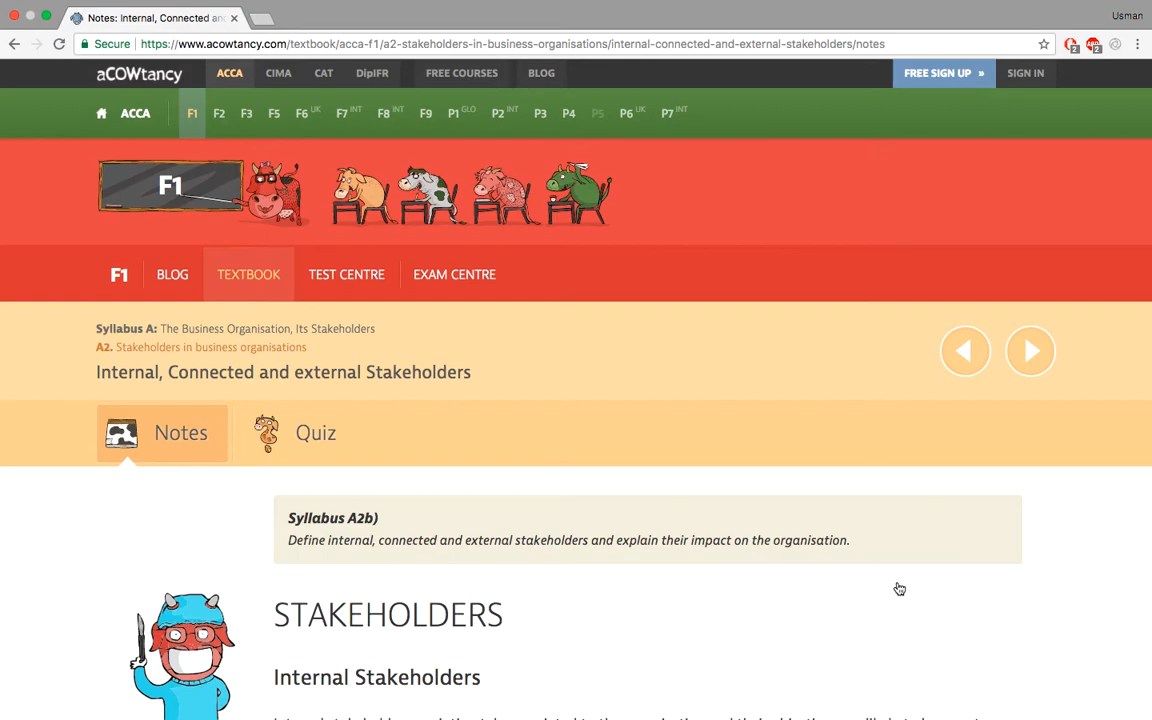 Notes: Internal, Connected and
Usman
Secure https://www.acowtancy.com/textbook/acca-f1/a2-stakeholders-in-business-organisations/internal-connected-and-external-stakeholders/notes
2 2
aCOWtancy ACCA CIMA CAT DipIFR FREE COURSES BLOG FREE SIGN UP » SIGN IN
ACCA F1 F2 F3 F5 F6 UK F7 INT F8 INT F9 P1 GLO P2 INT P3 P4 P5 P6 UK P7 INT
F1
F1 BLOG TEXTBOOK TEST CENTRE EXAM CENTRE
Syllabus A: The Business Organisation, Its Stakeholders
A2. Stakeholders in business organisations
Internal, Connected and external Stakeholders
Notes Quiz
Syllabus A2b)
Define internal, connected and external stakeholders and explain their impact on the organisation.
STAKEHOLDERS
Internal Stakeholders